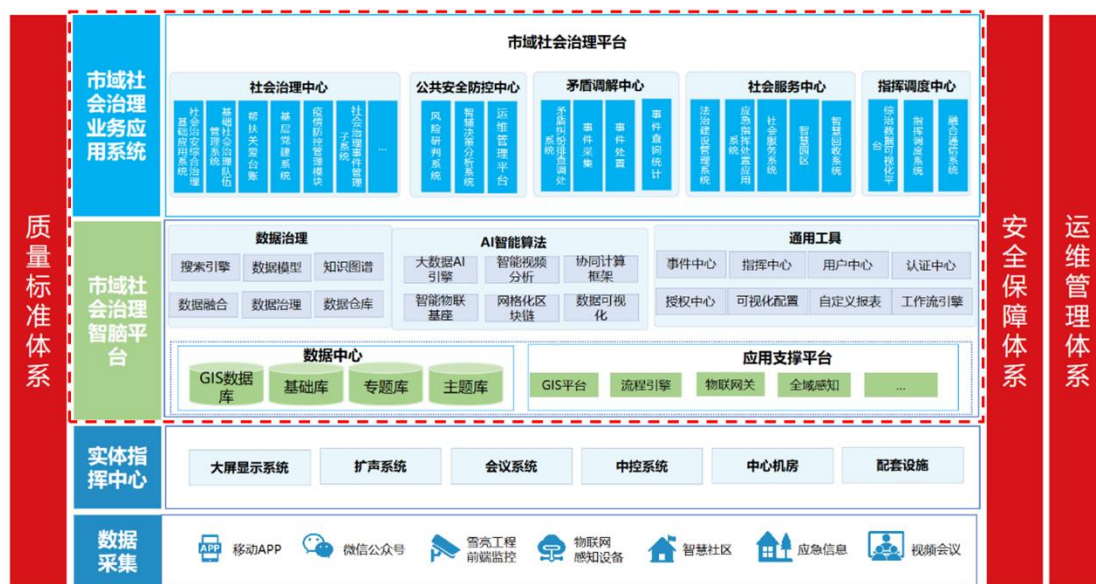 质量标准体系
市域社
会治理
业务应
用系统
市域社会治理平台
社会治理中心
社会治安综合治理
基础应用系统
基础社会治理队伍
管理系统
帮扶关爱台账
基层党建系统
疫情防控管理模块
社会治理事件管理
子系统
...
公共安全防控中心
风险研判系统
智辅决策分析系统
运维管理平台
矛盾调解中心
矛盾纠纷排查调处
系统
事件采集
事件处置
事件查询统计
社会服务中心
法治建设管理系统
应急指挥处置应用
系统
社会服务系统
智慧园区
智慧回收系统
指挥调度中心
综治数据可视化平
台
指挥调度系统
融合通信系统
市域社
会治理
智脑平
台
数据治理
搜索引擎
数据模型
知识图谱
数据融合
数据治理
数据仓库
AI智能算法
大数据AI
引擎
智能视频
分析
协同计算
框架
智能物联
基座
网格化区
块链
数据可视
化
通用工具
事件中心
指挥中心
用户中心
认证中心
授权中心
可视化配置
自定义报表
工作流引擎
数据中心
GIS数据
库
基础库
专题库
主题库
应用支撑平台
GIS平台
流程引擎
物联网关
全域感知
...
实体指
挥中心
大屏显示系统
扩声系统
会议系统
中控系统
中心机房
配套设施
数据
采集
APP
移动APP
微信公众号
雪亮工程
前端监控
物联网
感知设备
智慧社区
应急信息
视频会议
安全保障体系
运维管理体系